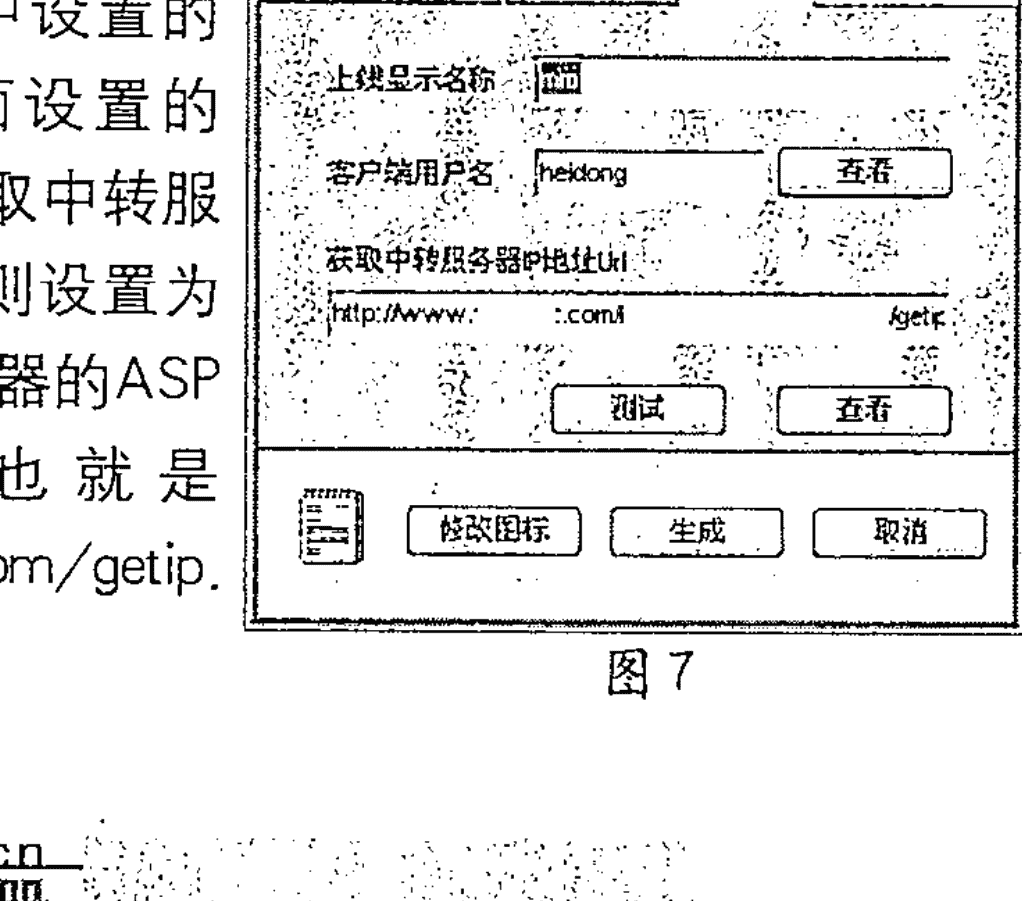 中设置的
面设置的
取中转服
则设置为
器的ASP
也就是
om/getip.
上线显示名称
客户端用户名 heidong 查看
获取中转服务器IP地址Url
http://www. .com/ /getip
测试 查看
修改图标 生成 取消
图 7
cn